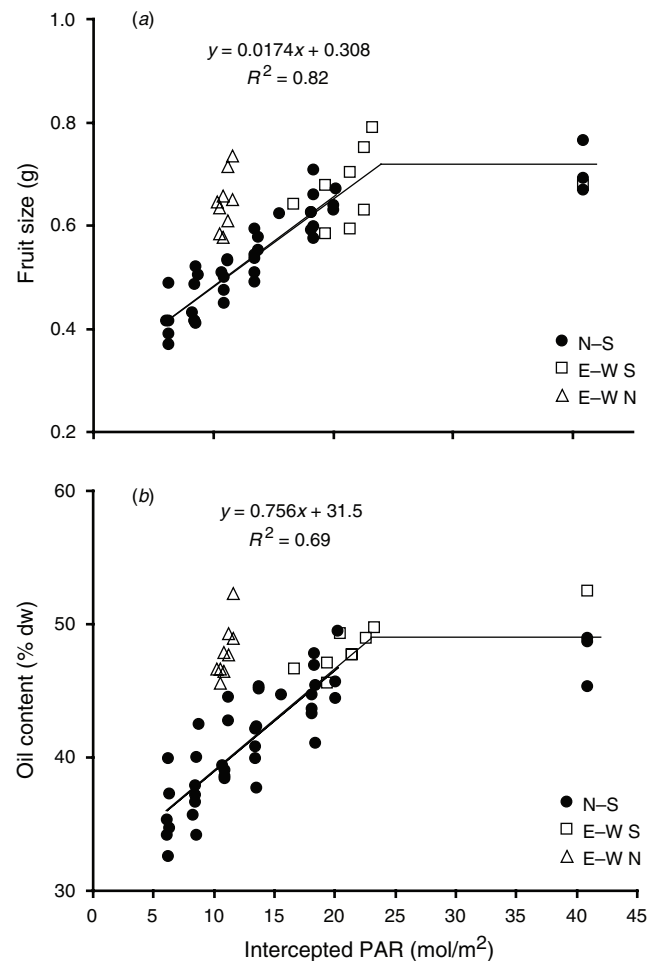 (a)
y = 0.0174x + 0.308
R² = 0.82
1.0
0.8
0.6
0.4
0.2
Fruit size (g)
N–S
E–W S
E–W N
(b)
y = 0.756x + 31.5
R² = 0.69
60
50
40
30
Oil content (% dw)
N–S
E–W S
E–W N
0 5 10 15 20 25 30 35 40 45
Intercepted PAR (mol/m²)